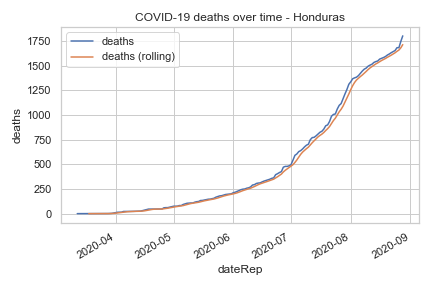 COVID-19 deaths over time - Honduras
deaths
deaths (rolling)
1750
1500
1250
1000
750
500
250
0
deaths
2020-04
2020-05
2020-06
2020-07
2020-08
2020-09
dateRep